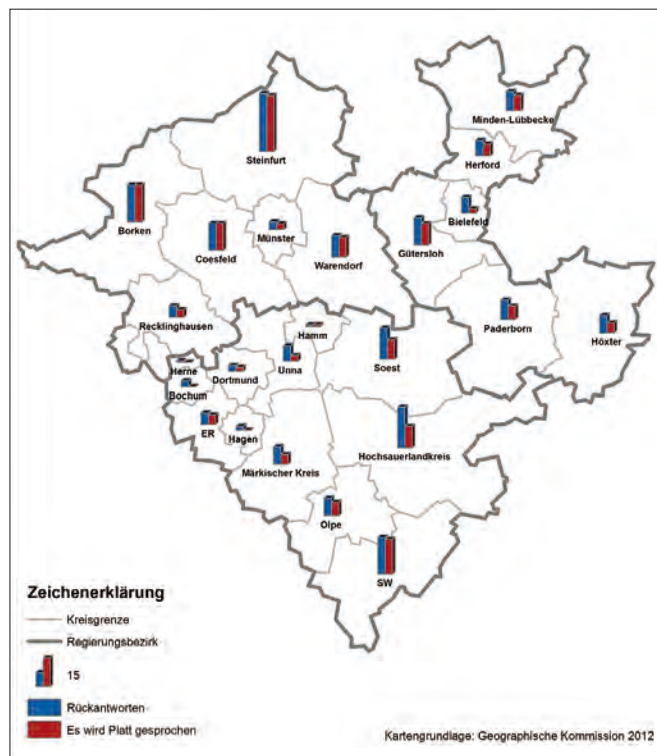 Minden-Lübbecke
Steinfurt
Herford
Bielefeld
Borken
Münster
Coesfeld
Warendorf
Gütersloh
Recklinghausen
Hamm
Paderborn
Höxter
Herne
Dortmund
Unna
Soest
Bochum
ER
Hagen
Hochsauerlandkreis
Märkischer Kreis
Olpe
SW
Zeichenerklärung
Kreisgrenze
Regierungsbezirk
15
Rückantworten
Es wird Platt gesprochen
Kartengrundlage: Geographische Kommission 2012